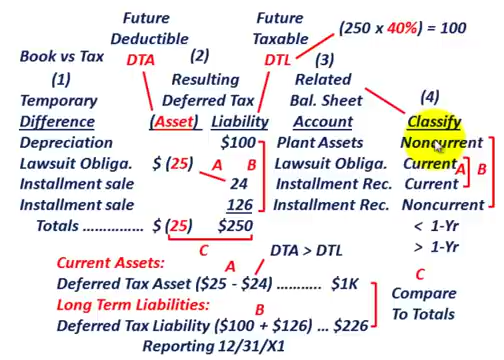 Future Future
Deductible Taxable (250 x 40%) = 100
Book vs Tax DTA (2) DTL (3)
(1) Resulting Related
Temporary Deferred Tax Bal. Sheet (4)
Difference (Asset) Liability Account Classify
Depreciation $100 Plant Assets Noncurrent
Lawsuit Obliga. $ (25) A B Lawsuit Obliga. Current A B
Installment sale 24 Installment Rec. Current
Installment sale 126 Installment Rec. Noncurrent
Totals ............... $ (25) $250 < 1-Yr
C DTA > DTL > 1-Yr
Current Assets: A C
Deferred Tax Asset ($25 - $24) ........... $1K Compare
Long Term Liabilities: B To Totals
Deferred Tax Liability ($100 + $126) ... $226
Reporting 12/31/X1